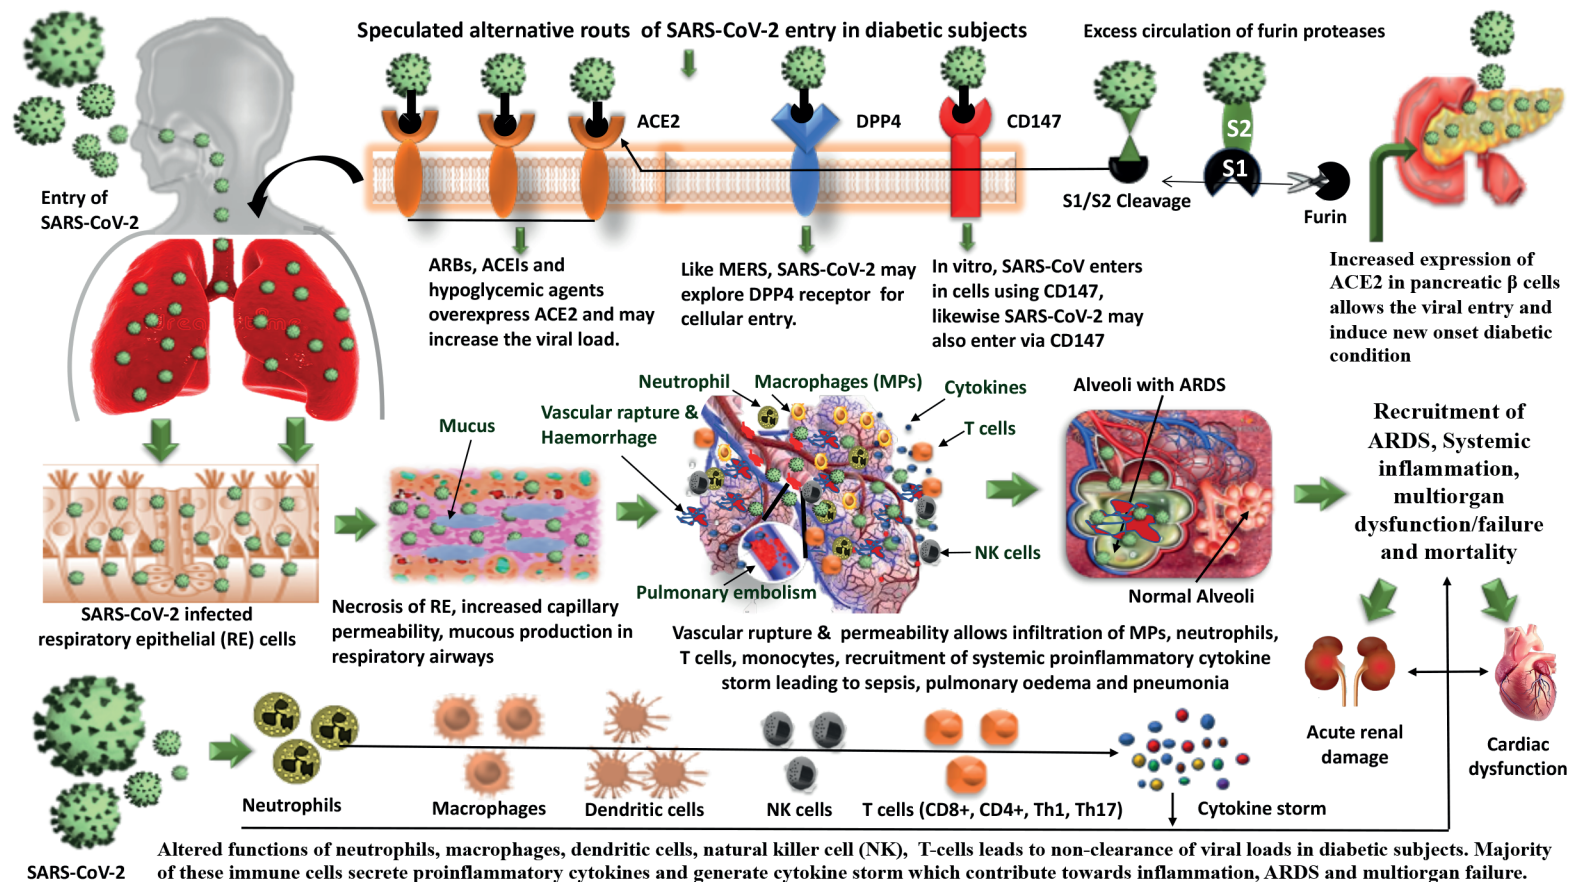 Speculated alternative routs of SARS-CoV-2 entry in diabetic subjects
Excess circulation of furin proteases
Entry of
SARS-CoV-2
ACE2
DPP4
CD147
S2
S1
S1/S2 Cleavage
Furin
ARBs, ACEIs and
hypoglycemic agents
overexpress ACE2 and may
increase the viral load.
Like MERS, SARS-CoV-2 may
explore DPP4 receptor for
cellular entry.
In vitro, SARS-CoV enters
in cells using CD147,
likewise SARS-CoV-2 may
also enter via CD147
Increased expression of
ACE2 in pancreatic β cells
allows the viral entry and
induce new onset diabetic
condition
Mucus
Vascular rapture &
Haemorrhage
Neutrophil
Macrophages (MPs)
Cytokines
T cells
NK cells
Pulmonary embolism
Alveoli with ARDS
Normal Alveoli
Recruitment of
ARDS, Systemic
inflammation,
multiorgan
dysfunction/failure
and mortality
SARS-CoV-2 infected
respiratory epithelial (RE) cells
Necrosis of RE, increased capillary
permeability, mucous production in
respiratory airways
Vascular rupture & permeability allows infiltration of MPs, neutrophils,
T cells, monocytes, recruitment of systemic proinflammatory cytokine
storm leading to sepsis, pulmonary oedema and pneumonia
Acute renal
damage
Cardiac
dysfunction
Neutrophils
Macrophages
Dendritic cells
NK cells
T cells (CD8+, CD4+, Th1, Th17)
Cytokine storm
SARS-CoV-2
Altered functions of neutrophils, macrophages, dendritic cells, natural killer cell (NK), T-cells leads to non-clearance of viral loads in diabetic subjects. Majority
of these immune cells secrete proinflammatory cytokines and generate cytokine storm which contribute towards inflammation, ARDS and multiorgan failure.